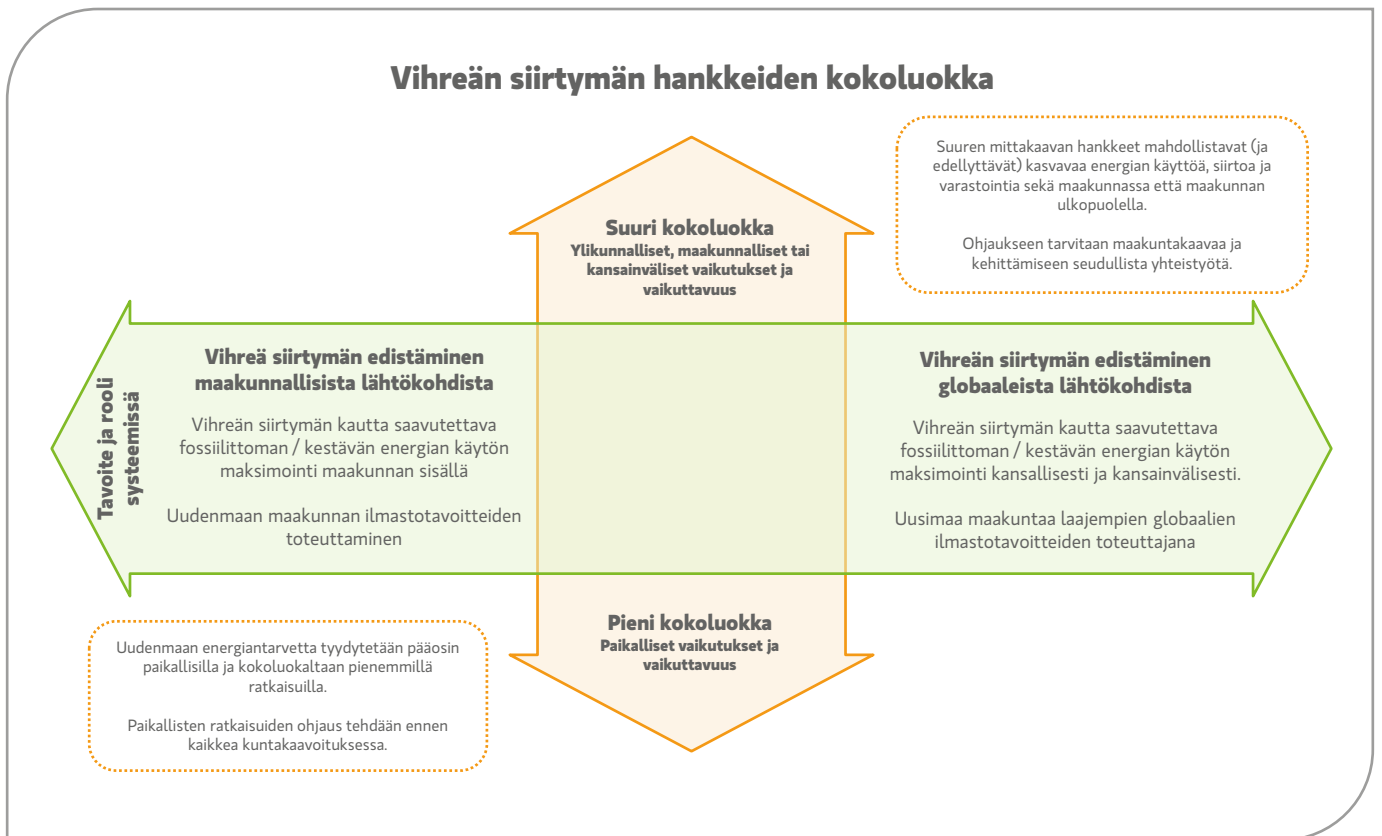 Vihreän siirtymän hankkeiden kokoluokka
Suuren mittakaavan hankkeet mahdollistavat (ja
edellyttävät) kasvavaa energian käyttöä, siirtoa ja
varastointia sekä maakunnassa että maakunnan
ulkopuolella.
Ohjaukseen tarvitaan maakuntakaavaa ja
kehittämiseen seudullista yhteistyötä.
Suuri kokoluokka
Ylikunnalliset, maakunnalliset tai
kansainväliset vaikutukset ja
vaikuttavuus
Tavoite ja rooli
systeemissä
Vihreä siirtymän edistäminen
maakunnallisista lähtökohdista
Vihreän siirtymän kautta saavutettava
fossiilittoman / kestävän energian käytön
maksimointi maakunnan sisällä
Uudenmaan maakunnan ilmastotavoitteiden
toteuttaminen
Vihreän siirtymän edistäminen
globaaleista lähtökohdista
Vihreän siirtymän kautta saavutettava
fossiilittoman / kestävän energian käytön
maksimointi kansallisesti ja kansainvälisesti.
Uusimaa maakuntaa laajempien globaalien
ilmastotavoitteiden toteuttajana
Pieni kokoluokka
Paikalliset vaikutukset ja
vaikuttavuus
Uudenmaan energiantarvetta tyydytetään pääosin
paikallisilla ja kokoluokaltaan pienemmillä
ratkaisuilla.
Paikallisten ratkaisuiden ohjaus tehdään ennen
kaikkea kuntakaavoituksessa.